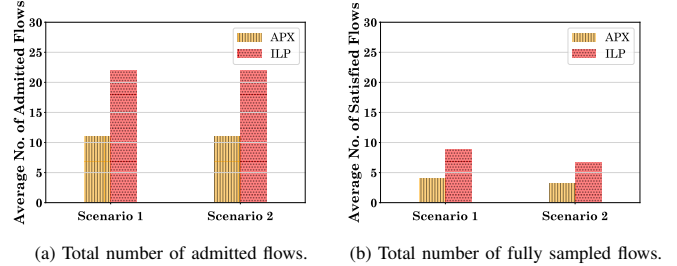 Average No. of Admitted Flows
30
25
20
15
10
5
0
APX
ILP
Scenario 1
Scenario 2
(a) Total number of admitted flows.
Average No. of Satisfied Flows
30
25
20
15
10
5
0
APX
ILP
Scenario 1
Scenario 2
(b) Total number of fully sampled flows.